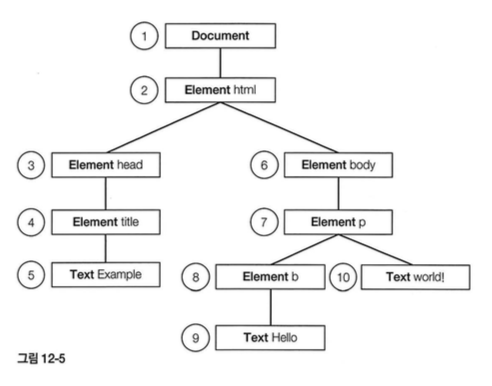 1 Document
2 Element html
3 Element head
6 Element body
4 Element title
7 Element p
5 Text Example
8 Element b
10 Text world!
9 Text Hello
그림 12-5